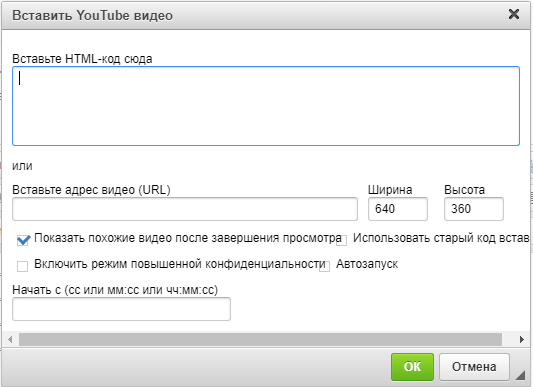 Вставить YouTube видео
Вставьте HTML-код сюда
или
Вставьте адрес видео (URL) Ширина Высота
640 360
Показать похожие видео после завершения просмотра Использовать старый код встав
Включить режим повышенной конфиденциальности Автозапуск
Начать с (сс или мм:сс или чч:мм:сс)
ОК Отмена